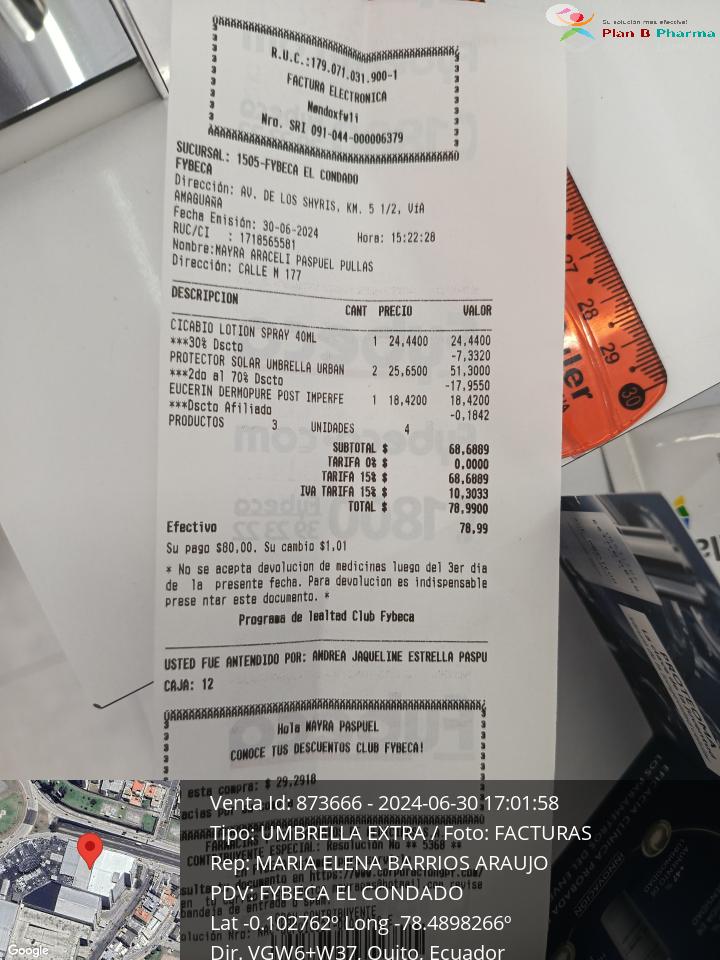 Su solución más efectiva!
Plan B Pharma
R.U.C.:179.071.031.900-1
FACTURA ELECTRONICA
Nro. SRI 091-044-000006379
SUCURSAL: 1505-FYBECA EL CONDADO
FYBECA
Dirección: AV. DE LOS SHYRIS, KM. 5 1/2, VíA
AMAGUAÑA
Fecha Emisión: 30-06-2024 Hora: 15:22:28
RUC/CI : 1718565581
Nombre:MAYRA ARACELI PASPUEL PULLAS
Dirección: CALLE M 177
DESCRIPCION CANT PRECIO VALOR
CICABIO LOTION SPRAY 40ML 1 24,4400 24,4400
***30% Dscto -7,3320
PROTECTOR SOLAR UMBRELLA URBAN 2 25,6500 51,3000
***2do al 70% Dscto -17,9550
EUCERIN DERMOPURE POST IMPERFE 1 18,4200 18,4200
***Dscto Afiliado -0,1842
PRODUCTOS 3 UNIDADES 4
SUBTOTAL $ 68,6889
TARIFA 0% $ 0,0000
TARIFA 15% $ 68,6889
IVA TARIFA 15% $ 10,3033
TOTAL $ 78,9900
Efectivo 78,99
Su pago $80,00. Su cambio $1,01
* No se acepta devolucion de medicinas luego del 3er dia
de la presente fecha. Para devolucion es indispensable
prese ntar este documento. *
Programa de lealtad Club Fybeca
USTED FUE ANTENDIDO POR: ANDREA JAQUELINE ESTRELLA PASPU
CAJA: 12
Hola MAYRA PASPUEL
CONOCE TUS DESCUENTOS CLUB FYBECA!
esta compra: $ 29,2918
27
28
29
30
Venta Id: 873666 - 2024-06-30 17:01:58
Tipo: UMBRELLA EXTRA / Foto: FACTURAS
Rep: MARIA ELENA BARRIOS ARAUJO
PDV: FYBECA EL CONDADO
Lat -0.102762º Long -78.4898266º
Dir. VGW6+W37, Quito, Ecuador
Google